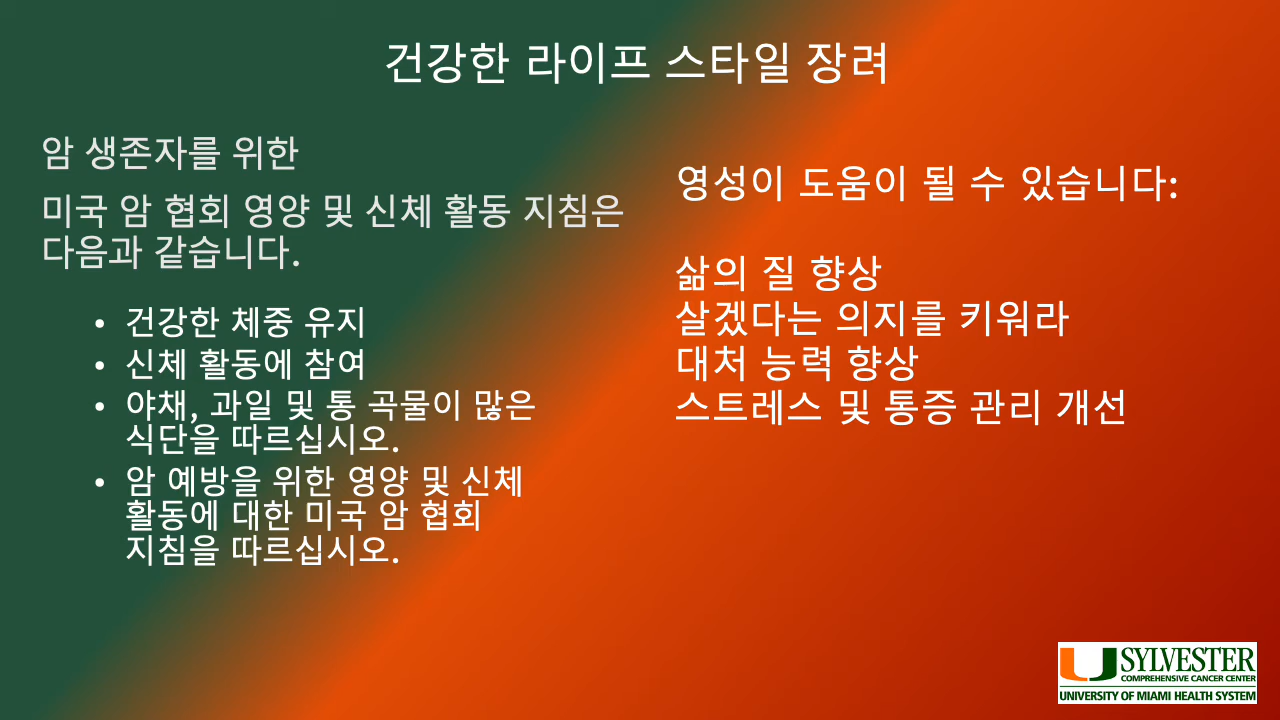 건강한 라이프 스타일 장려
암 생존자를 위한
미국 암 협회 영양 및 신체 활동 지침은
다음과 같습니다.
• 건강한 체중 유지
• 신체 활동에 참여
• 야채, 과일 및 통 곡물이 많은
식단을 따르십시오.
• 암 예방을 위한 영양 및 신체
활동에 대한 미국 암 협회
지침을 따르십시오.
영성이 도움이 될 수 있습니다:
삶의 질 향상
살겠다는 의지를 키워라
대처 능력 향상
스트레스 및 통증 관리 개선
SYLVESTER
COMPREHENSIVE CANCER CENTER
UNIVERSITY OF MIAMI HEALTH SYSTEM